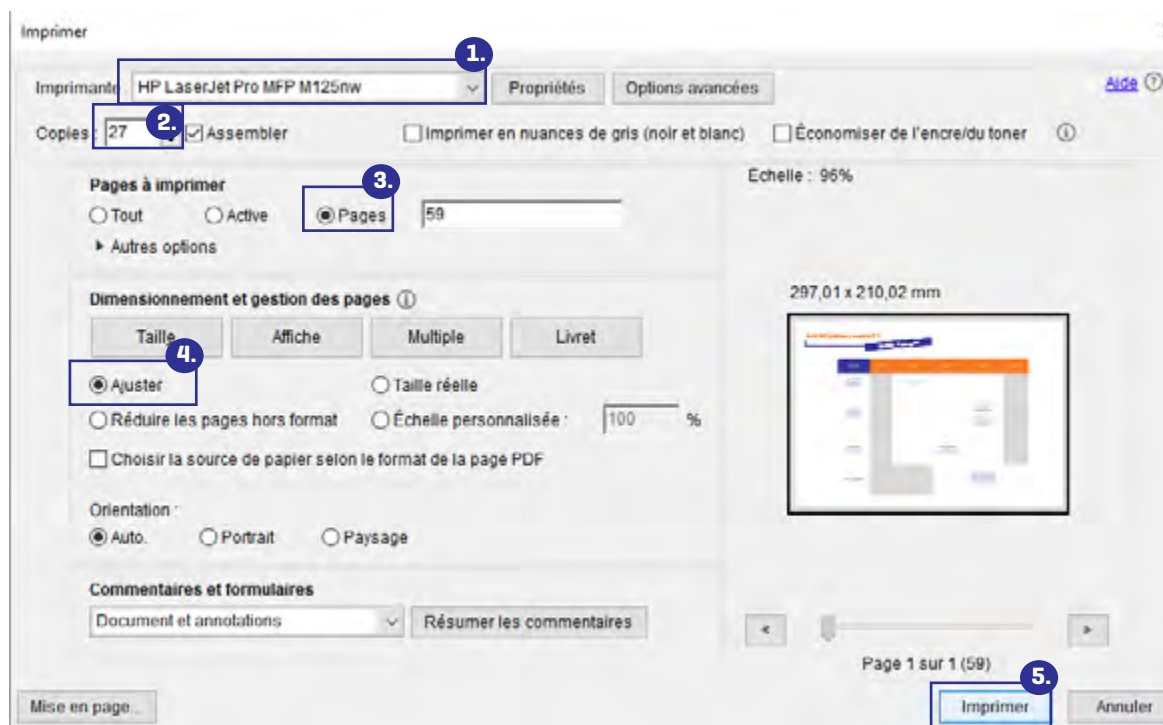 Imprimer
1.
Imprimante HP LaserJet Pro MFP M125nw Propriétés Options avancées Aide
Copies : 27 2. Assembler Imprimer en nuances de gris (noir et blanc) Économiser de l'encre/du toner
Pages à imprimer 3. Echelle : 96%
Tout Active Pages 59
Autres options
Dimensionnement et gestion des pages 297,01 x 210,02 mm
Taille Affiche Multiple Livret
4.
Ajuster Taille réelle
Réduire les pages hors format Échelle personnalisée : 100 %
Choisir la source de papier selon le format de la page PDF
Orientation :
Auto. Portrait Paysage
Commentaires et formulaires
Document et annotations Résumer les commentaires
< >
Page 1 sur 1 (59)
5.
Mise en page... Imprimer Annuler